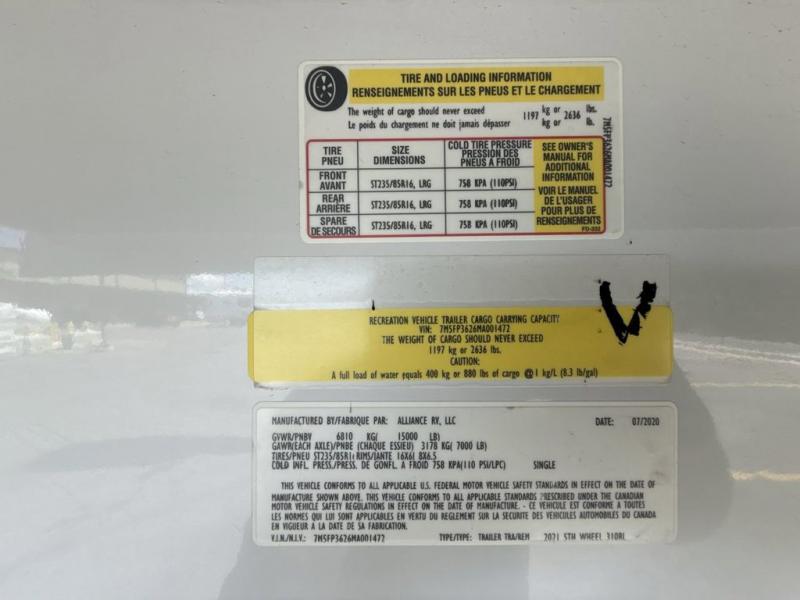 TIRE AND LOADING INFORMATION
RENSEIGNEMENTS SUR LES PNEUS ET LE CHARGEMENT
The weight of cargo should never exceed 1197 kg or 2636 lbs.
Le poids du chargement ne doit jamais dépasser kg or lb.
TIRE PNEU SIZE DIMENSIONS COLD TIRE PRESSURE PRESSION DES PNEUS A FROID
FRONT AVANT ST235/85R16, LRG 758 KPA (110PSI)
REAR ARRIÈRE ST235/85R16, LRG 758 KPA (110PSI)
SPARE DE SECOURS ST235/85R16, LRG 758 KPA (110PSI)
SEE OWNER'S
MANUAL FOR
ADDITIONAL
INFORMATION
VOIR LE MANUEL
DE L'USAGER
POUR PLUS DE
RENSEIGNEMENTS
FD-332
7M5FP3626MA001472
V
RECREATION VEHICLE TRAILER CARGO CARRYING CAPACITY
VIN: 7M5FP3626MA001472
THE WEIGHT OF CARGO SHOULD NEVER EXCEED
1197 kg or 2636 lbs.
CAUTION:
A full load of water equals 400 kg or 880 lbs of cargo @ 1 kg/L (8.3 lb/gal)
MANUFACTURED BY/FABRIQUE PAR: ALLIANCE RV, LLC DATE: 07/2020
GVWR/PNBV 6810 KG( 15000 LB)
GAWR(EACH AXLE)/PNBE (CHAQUE ESSIEU) 3178 KG( 7000 LB)
TIRES/PNEU ST235/85R16 RIMS/JANTE 16X6J 8X6.5
COLD INFL. PRESS./PRESS. DE GONFL. A FROID 758 KPA(110 PSI/LPC) SINGLE
THIS VEHICLE CONFORMS TO ALL APPLICABLE U.S. FEDERAL MOTOR VEHICLE SAFETY STANDARDS IN EFFECT ON THE DATE OF
MANUFACTURE SHOWN ABOVE. THIS VEHICLE CONFORMS TO ALL APPLICABLE STANDARDS PRESCRIBED UNDER THE CANADIAN
MOTOR VEHICLE SAFETY REGULATIONS IN EFFECT ON THE DATE OF MANUFACTURE. - CE VEHICULE EST CONFORME A TOUTES
LES NORMES QUI LUI SONT APPLICABLES EN VERTU DU REGLEMENT SUR LA SECURITE DES VEHICULES AUTOMOBILES DU CANADA
EN VIGUEUR A LA DATE DE SA FABRICATION.
V.I.N./N.I.V.: 7M5FP3626MA001472 TYPE/TYPE: TRAILER TRA/REM 2021 5TH WHEEL 310RL